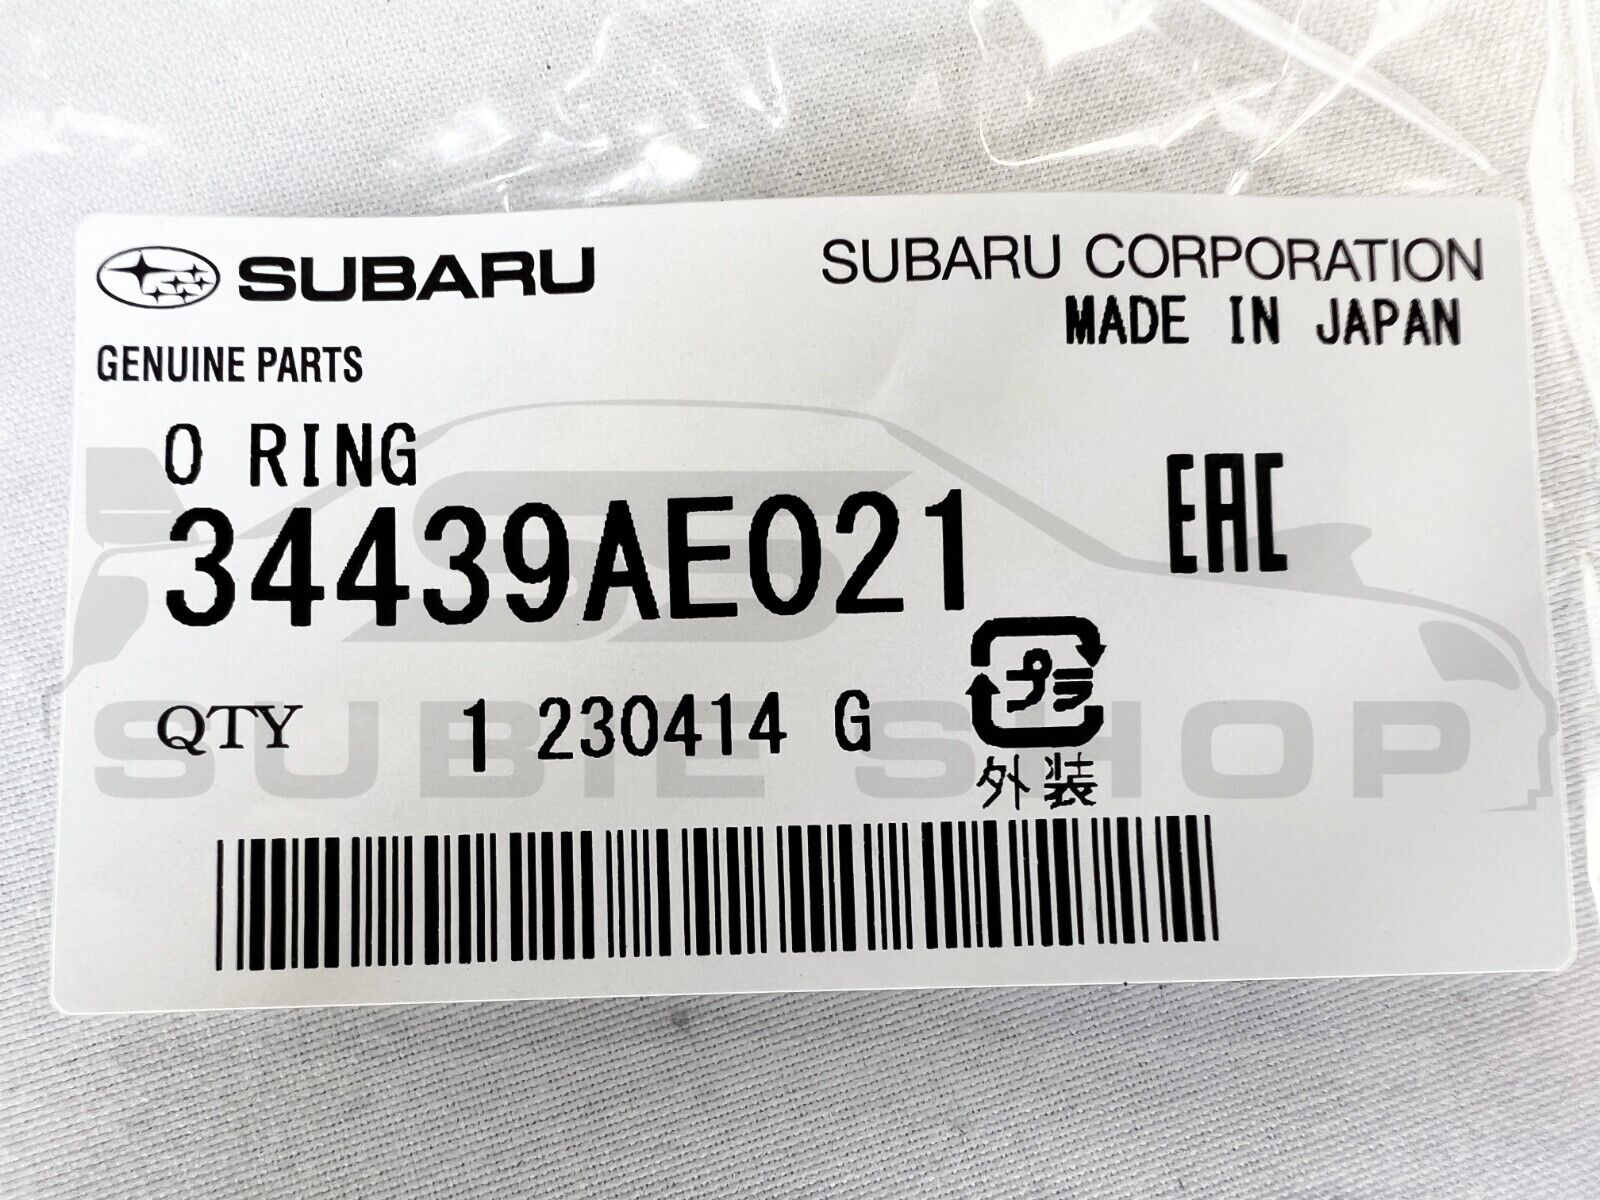 SUBARU
SUBARU CORPORATION
MADE IN JAPAN
GENUINE PARTS
O RING
EAC
34439AE021
プラ
QTY 1 230414 G
外装
SUBIE SHOP